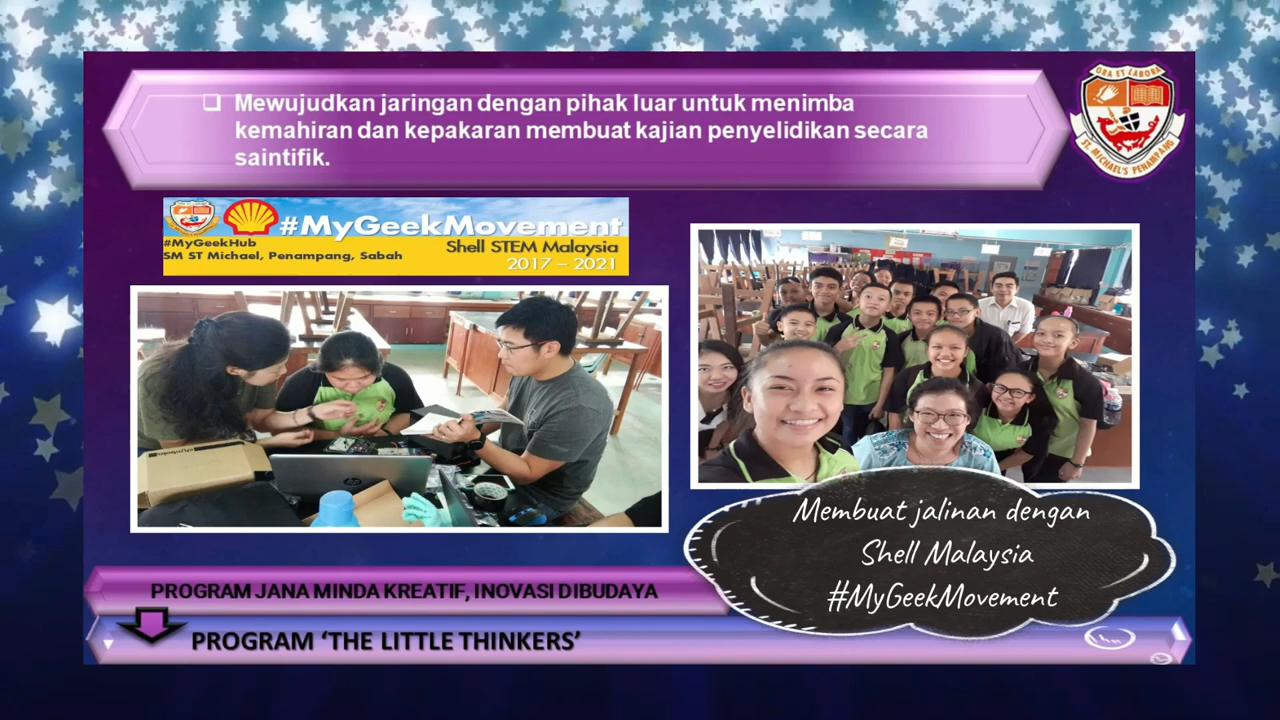 ❑ Mewujudkan jaringan dengan pihak luar untuk menimba
kemahiran dan kepakaran membuat kajian penyelidikan secara
saintifik.
ORA ET LABORA
ST. MICHAEL'S PENAMPANG
#MyGeekMovement
#MyGeekHub
SM ST Michael, Penampang, Sabah
Shell STEM Malaysia
2017 – 2021
hp
Membuat jalinan dengan
Shell Malaysia
#MyGeekMovement
PROGRAM JANA MINDA KREATIF, INOVASI DIBUDAYA
PROGRAM ‘THE LITTLE THINKERS’